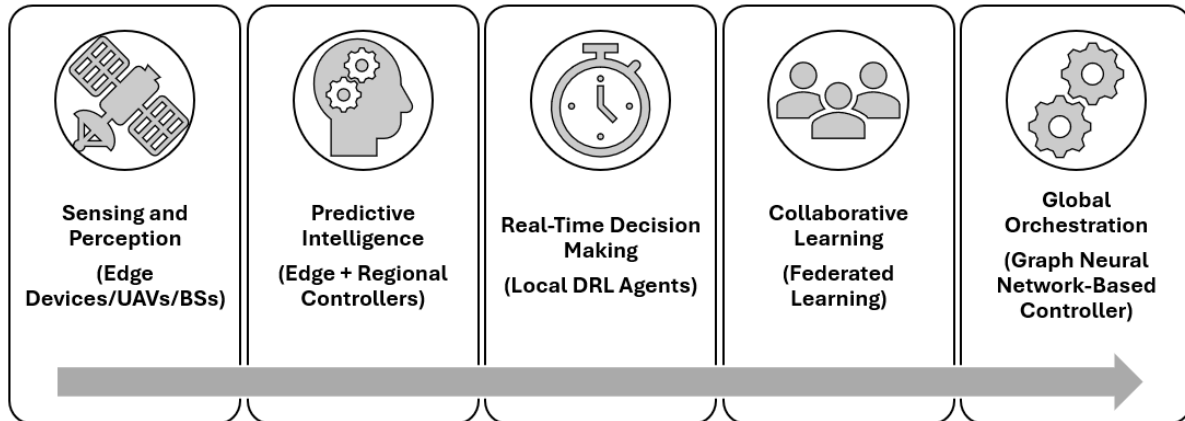 Sensing and
Perception
(Edge
Devices/UAVs/BSs)
Predictive
Intelligence
(Edge + Regional
Controllers)
Real-Time Decision
Making
(Local DRL Agents)
Collaborative
Learning
(Federated
Learning)
Global
Orchestration
(Graph Neural
Network-Based
Controller)